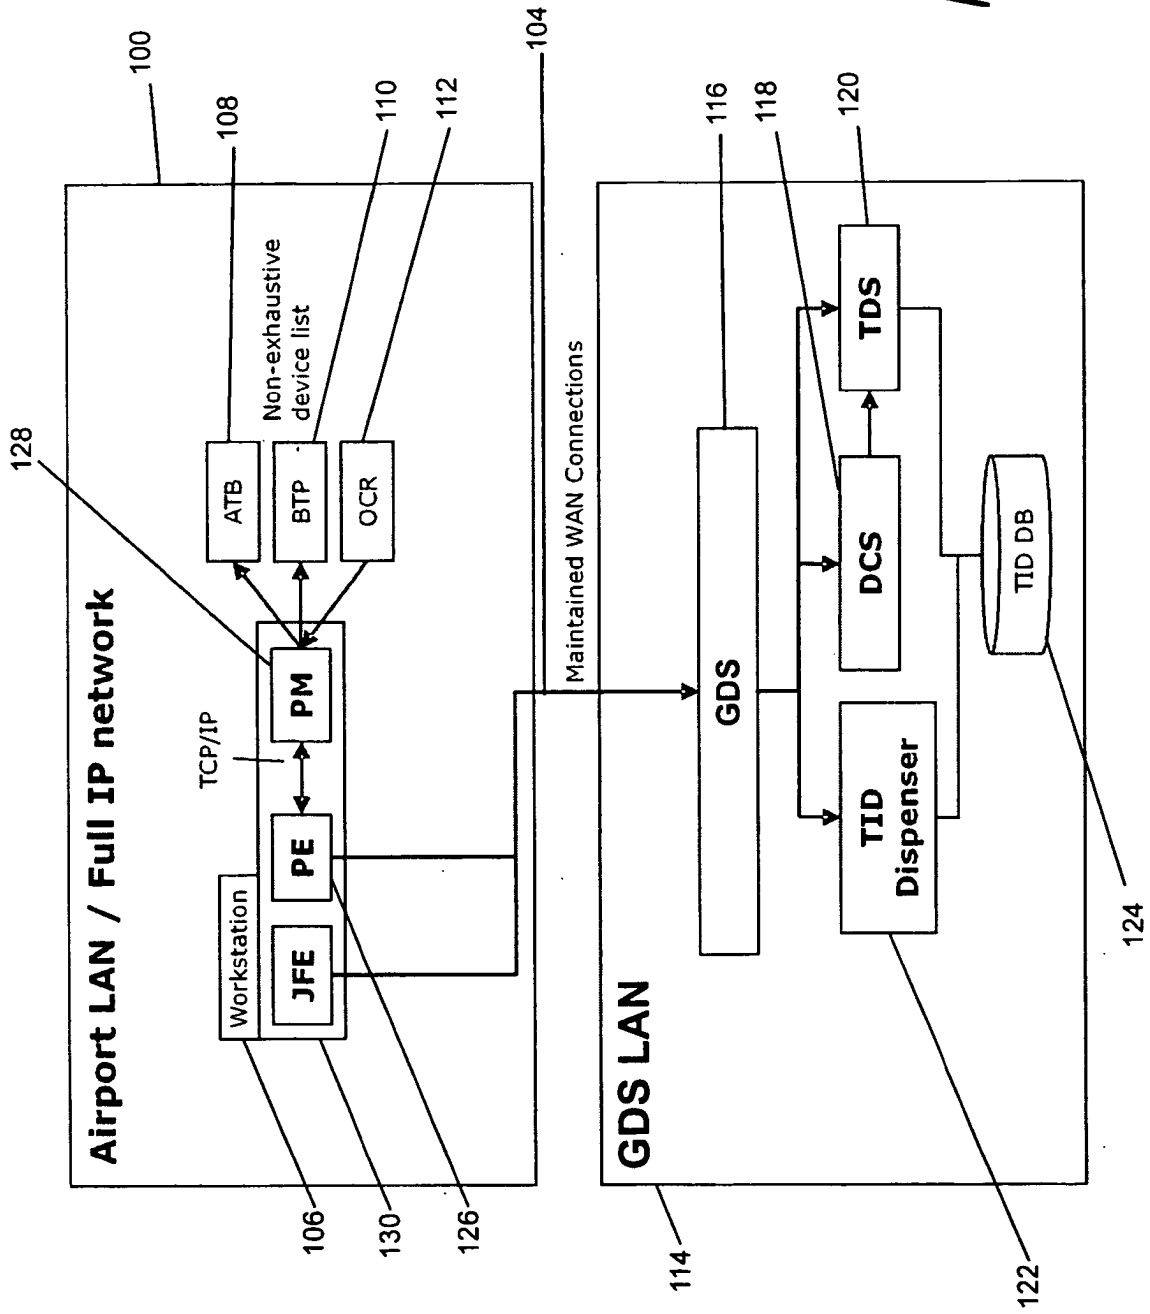 Airport LAN / Full IP network
100
128
108
110
112
104
Workstation
TCP/IP
JFE
PE
PM
ATB
BTP
OCR
Non-exhaustive
device list
106
130
126
Maintained WAN Connections
GDS LAN
114
GDS
116
118
120
TID
Dispenser
DCS
TDS
TID DB
122
124